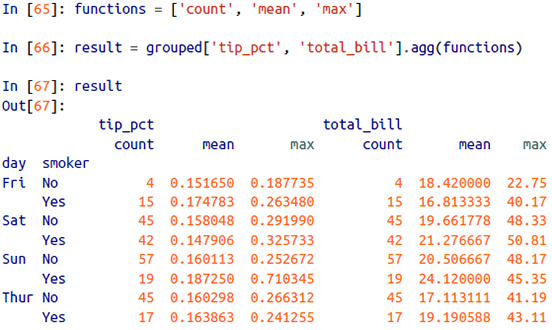 In [65]: functions = ['count', 'mean', 'max']
In [66]: result = grouped['tip_pct', 'total_bill'].agg(functions)
In [67]: result
Out[67]:
tip_pct total_bill
count mean max count mean max
day smoker
Fri No 4 0.151650 0.187735 4 18.420000 22.75
Yes 15 0.174783 0.263480 15 16.813333 40.17
Sat No 45 0.158048 0.291990 45 19.661778 48.33
Yes 42 0.147906 0.325733 42 21.276667 50.81
Sun No 57 0.160113 0.252672 57 20.506667 48.17
Yes 19 0.187250 0.710345 19 24.120000 45.35
Thur No 45 0.160298 0.266312 45 17.113111 41.19
Yes 17 0.163863 0.241255 17 19.190588 43.11